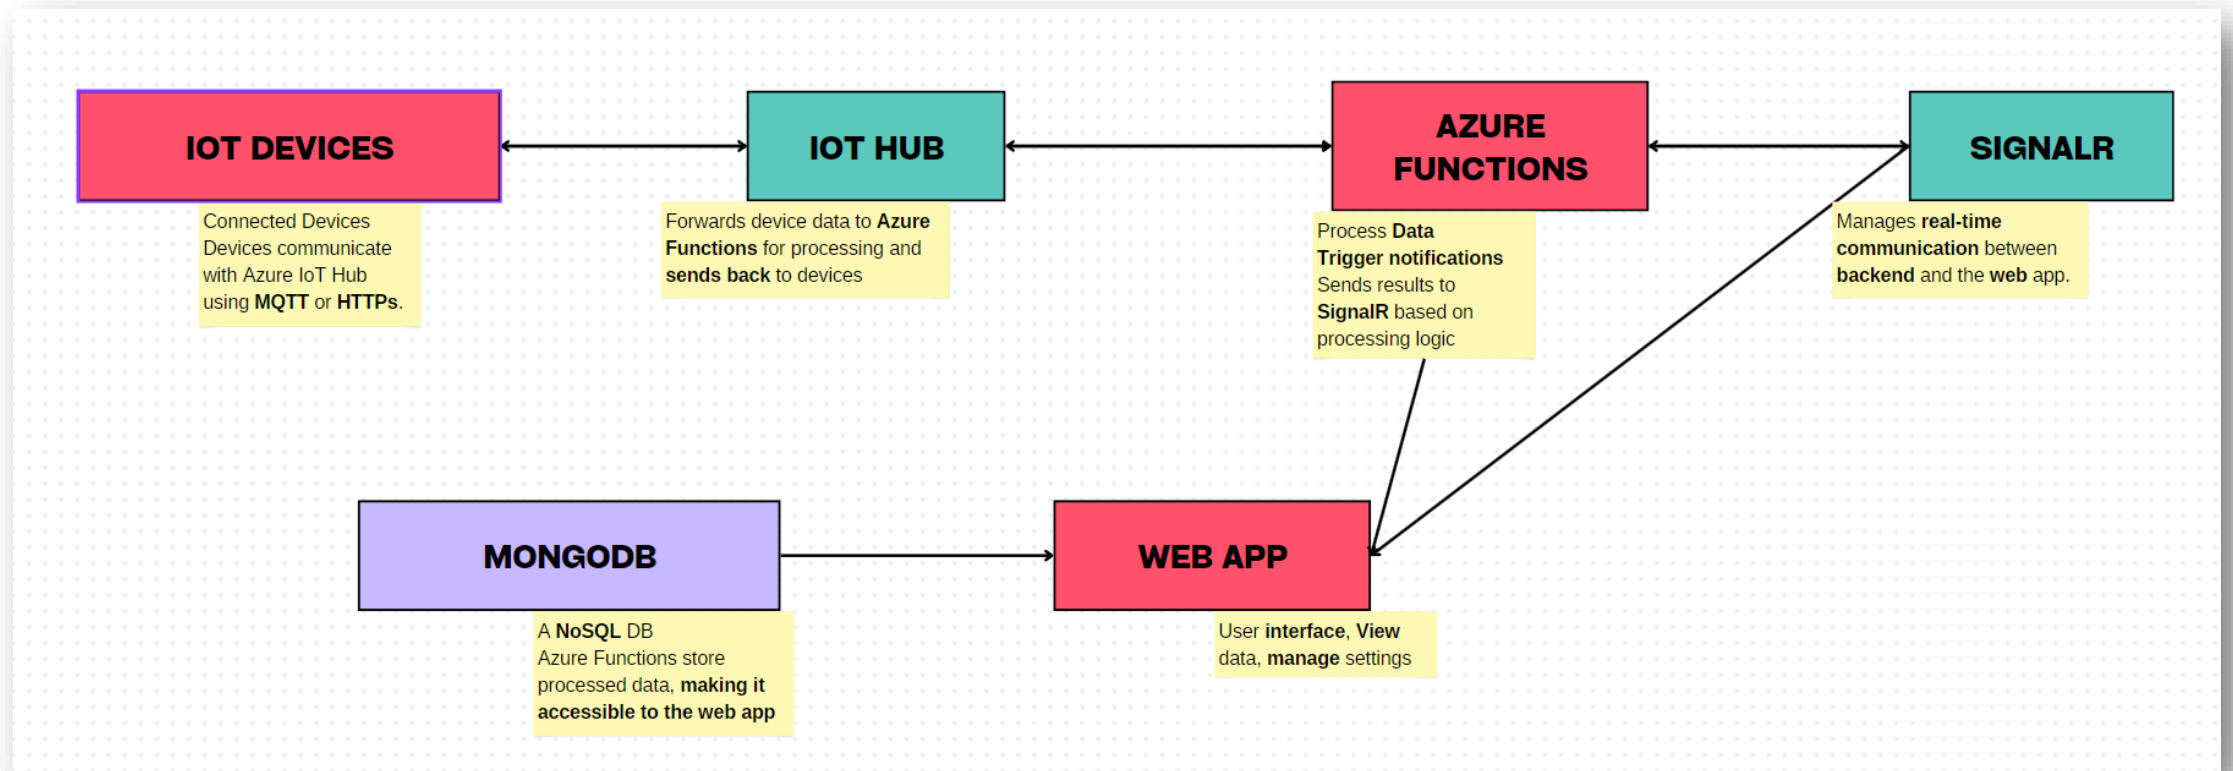 IOT DEVICES
Connected Devices
Devices communicate
with Azure IoT Hub
using MQTT or HTTPs.
IOT HUB
Forwards device data to Azure
Functions for processing and
sends back to devices
AZURE
FUNCTIONS
Process Data
Trigger notifications
Sends results to
SignalR based on
processing logic
SIGNALR
Manages real-time
communication between
backend and the web app.
MONGODB
A NoSQL DB
Azure Functions store
processed data, making it
accessible to the web app
WEB APP
User interface, View
data, manage settings